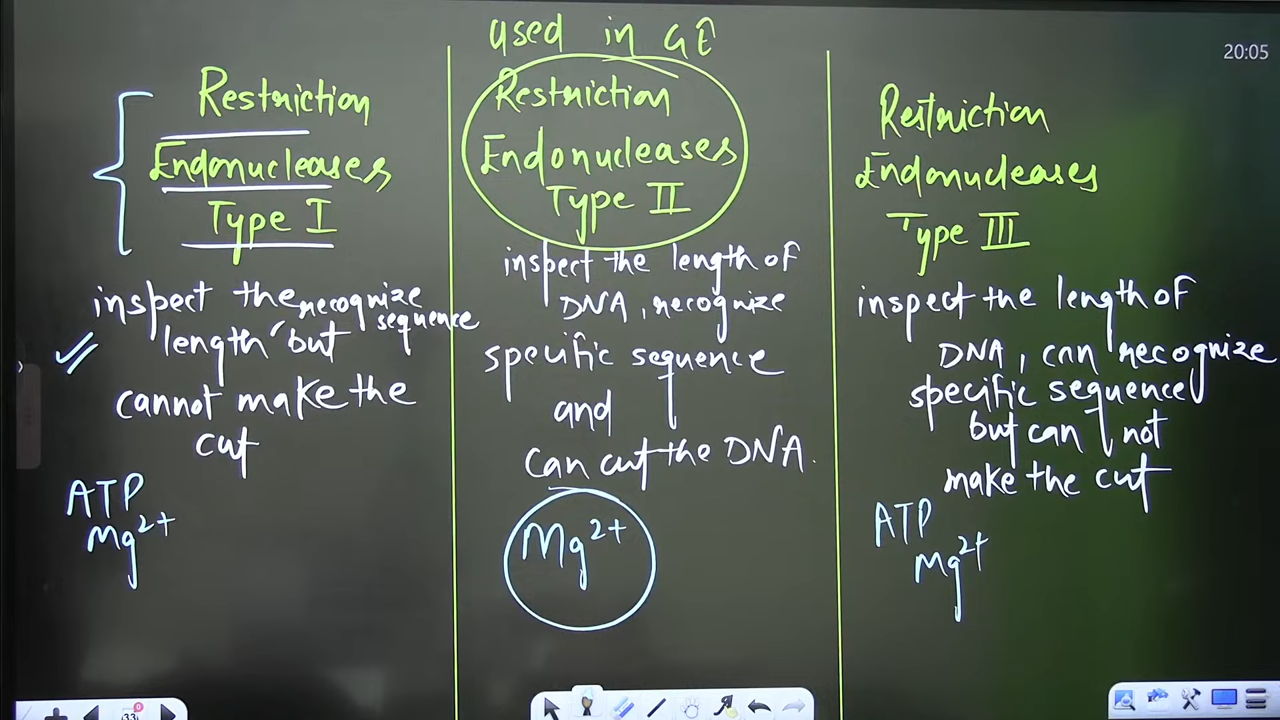 used in GE
20:05
Restriction
Endonucleases
Type I
inspect the recognize
sequence
length, but
cannot make the
cut
ATP
Mg2+
Restriction
Endonucleases
Type II
inspect the length of
DNA, recognize
specific sequence
and
can cut the DNA.
Mg2+
Restriction
Endonucleases
Type III
inspect the length of
DNA, can recognize
specific sequence
but can not
make the cut
ATP
Mg2+
33